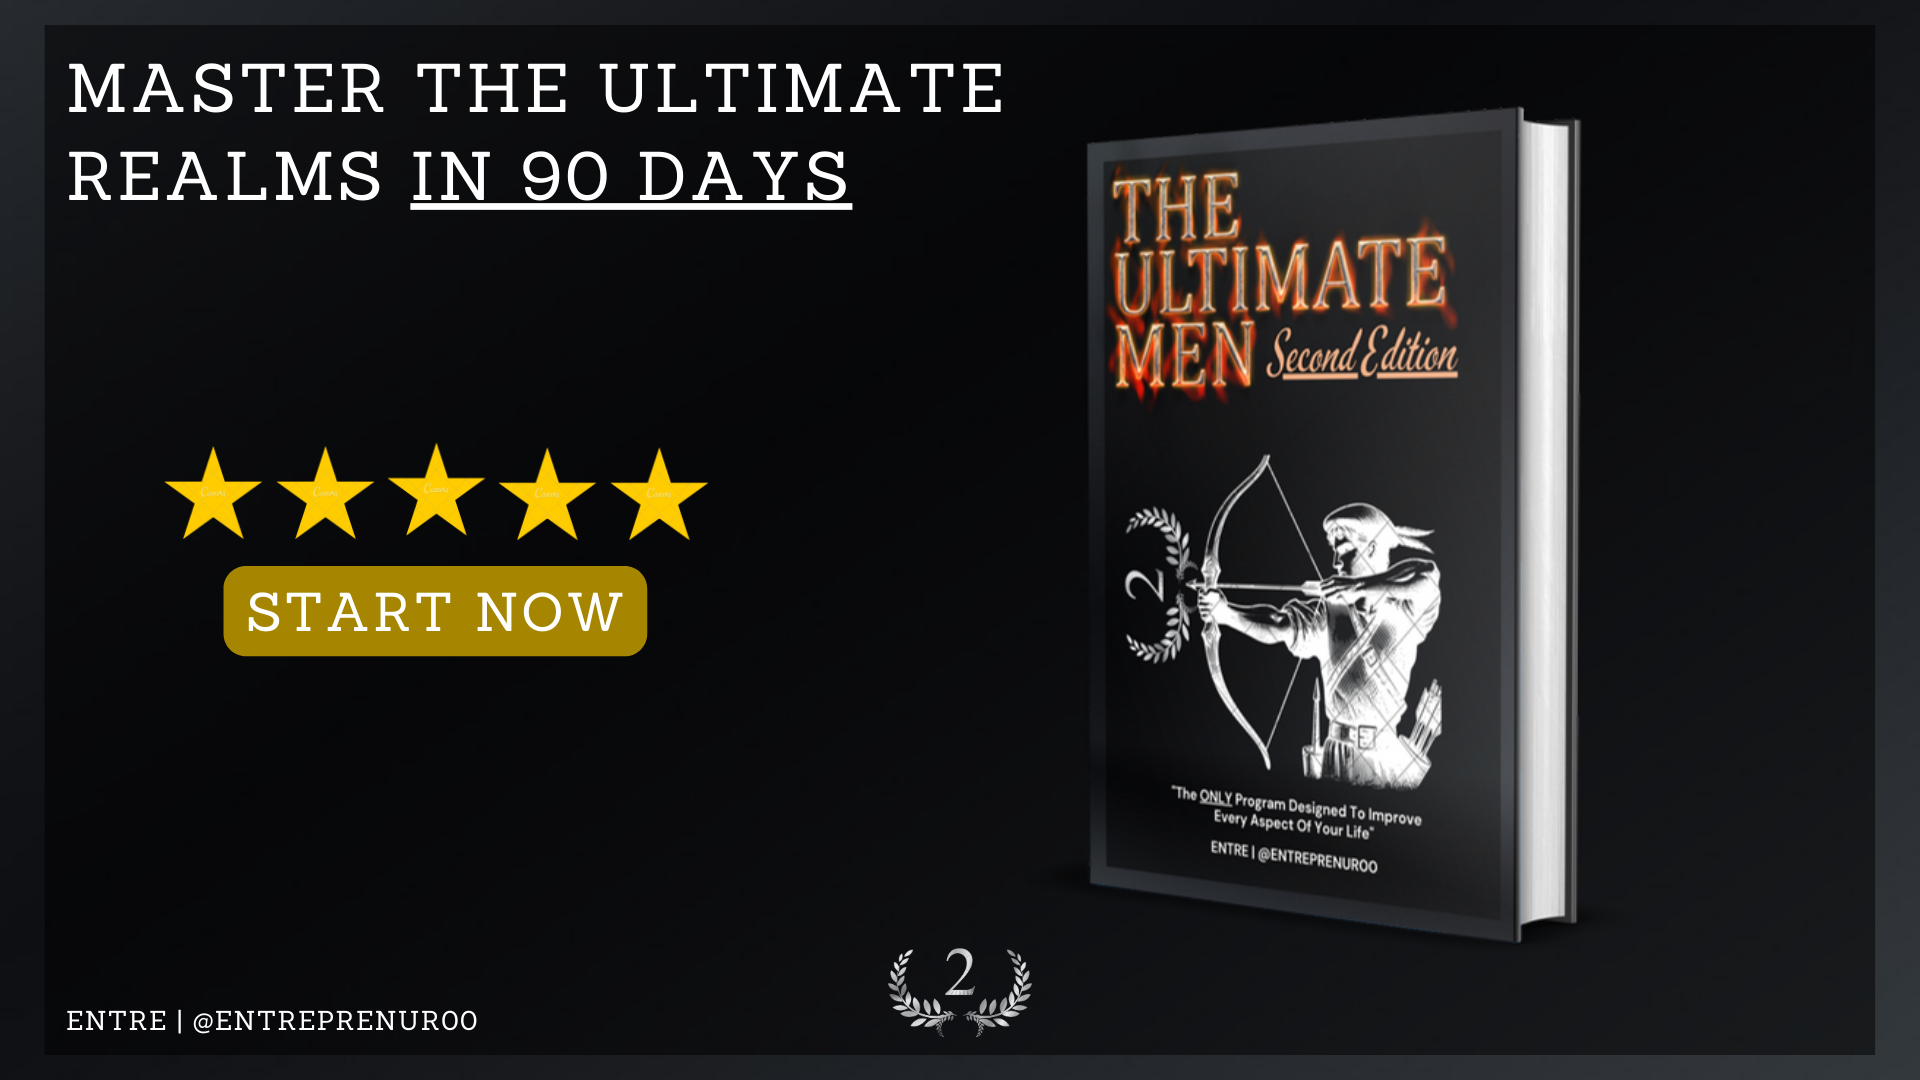 MASTER THE ULTIMATE
REALMS IN 90 DAYS
START NOW
THE
ULTIMATE
MEN Second Edition
2
"The ONLY Program Designed To Improve
Every Aspect Of Your Life"
ENTRE | @ENTREPRENUROO
2
ENTRE | @ENTREPRENUROO